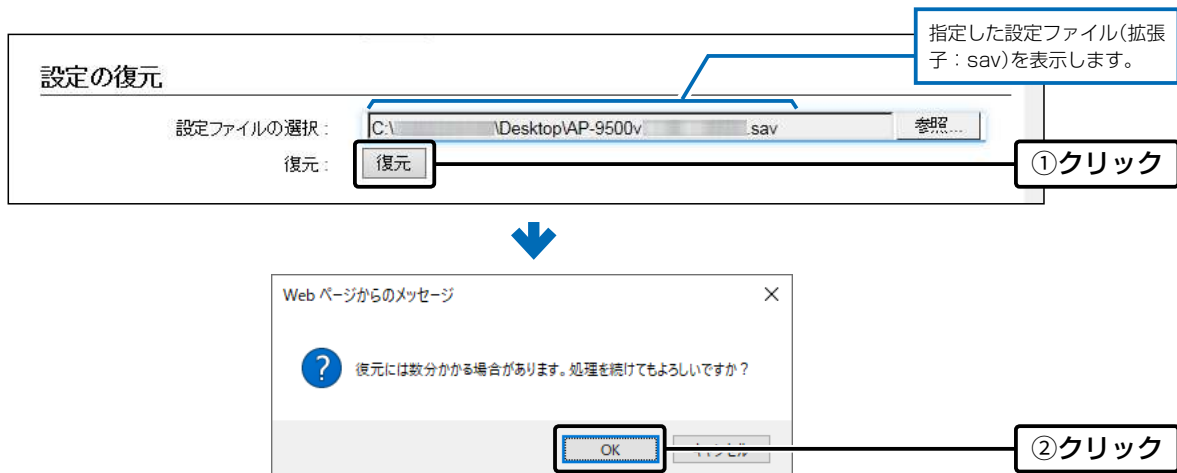 指定した設定ファイル(拡張
子：sav)を表示します。
設定の復元
設定ファイルの選択：
C:\ \Desktop\AP-9500v .sav
参照...
復元：
復元
①クリック
Web ページからのメッセージ
復元には数分かかる場合があります。処理を続けてもよろしいですか？
OK
キャンセル
②クリック